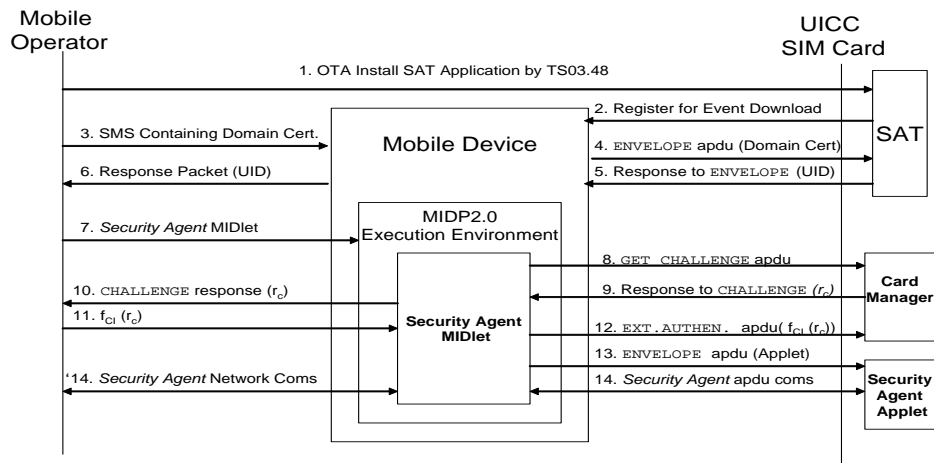 Mobile
Operator
UICC
SIM Card
1. OTA Install SAT Application by TS03.48
2. Register for Event Download
SAT
3. SMS Containing Domain Cert.
Mobile Device
4. ENVELOPE apdu (Domain Cert)
6. Response Packet (UID)
5. Response to ENVELOPE (UID)
MIDP2.0
Execution Environment
7. Security Agent MIDlet
8. GET CHALLENGE apdu
10. CHALLENGE response (rc)
9. Response to CHALLENGE (rc)
Card
Manager
11. fCI (rc)
Security Agent
MIDlet
12. EXT.AUTHEN. apdu( fCI (rc))
13. ENVELOPE apdu (Applet)
'14. Security Agent Network Coms
14. Security Agent apdu coms
Security
Agent
Applet